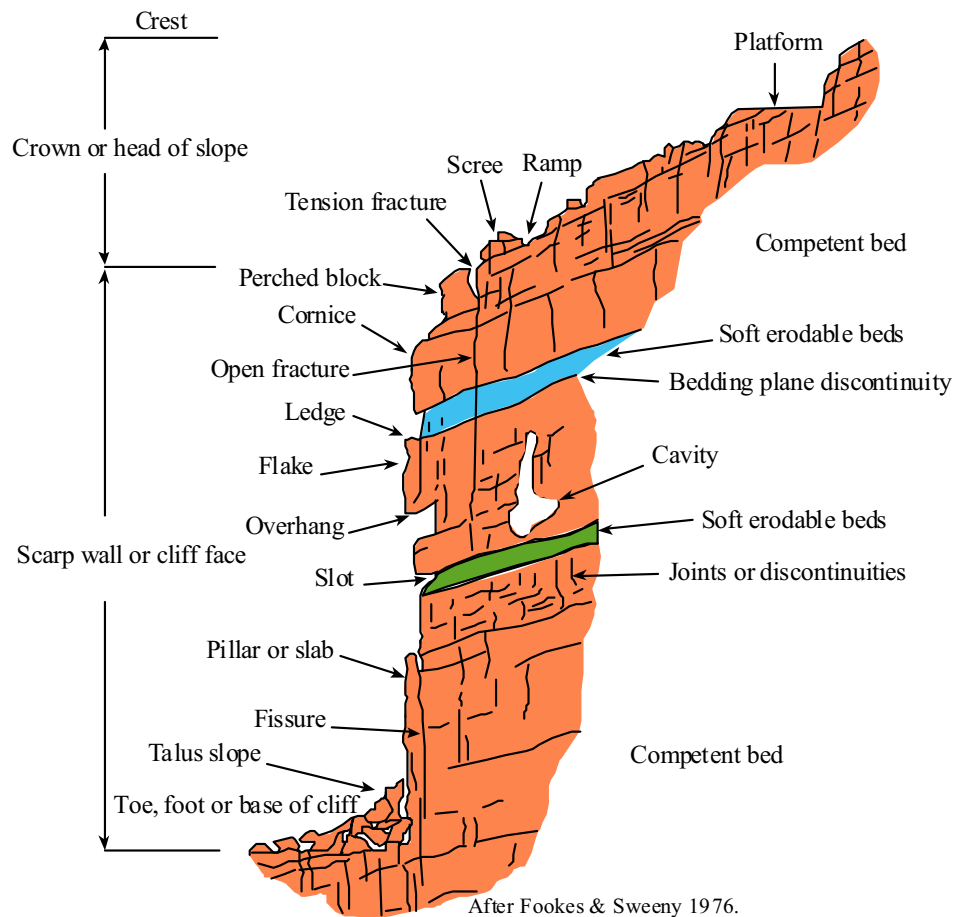 Crest
Platform
Crown or head of slope
Scree
Ramp
Tension fracture
Competent bed
Perched block
Cornice
Soft erodable beds
Open fracture
Bedding plane discontinuity
Ledge
Flake
Cavity
Overhang
Soft erodable beds
Scarp wall or cliff face
Slot
Joints or discontinuities
Pillar or slab
Fissure
Talus slope
Competent bed
Toe, foot or base of cliff
After Fookes & Sweeny 1976.